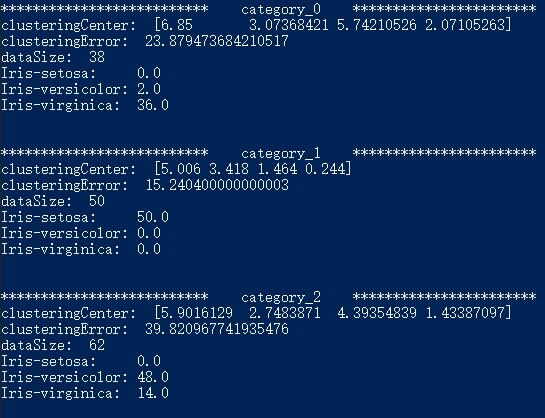 **************************    category_0    ***********************
clusteringCenter:  [6.85       3.07368421 5.74210526 2.07105263]
clusteringError:  23.879473684210517
dataSize:  38
Iris-setosa:     0.0
Iris-versicolor: 2.0
Iris-virginica:  36.0
**************************    category_1    ***********************
clusteringCenter:  [5.006 3.418 1.464 0.244]
clusteringError:  15.240400000000003
dataSize:  50
Iris-setosa:     50.0
Iris-versicolor: 0.0
Iris-virginica:  0.0
**************************    category_2    ***********************
clusteringCenter:  [5.9016129  2.7483871  4.39354839 1.43387097]
clusteringError:  39.820967741935476
dataSize:  62
Iris-setosa:     0.0
Iris-versicolor: 48.0
Iris-virginica:  14.0